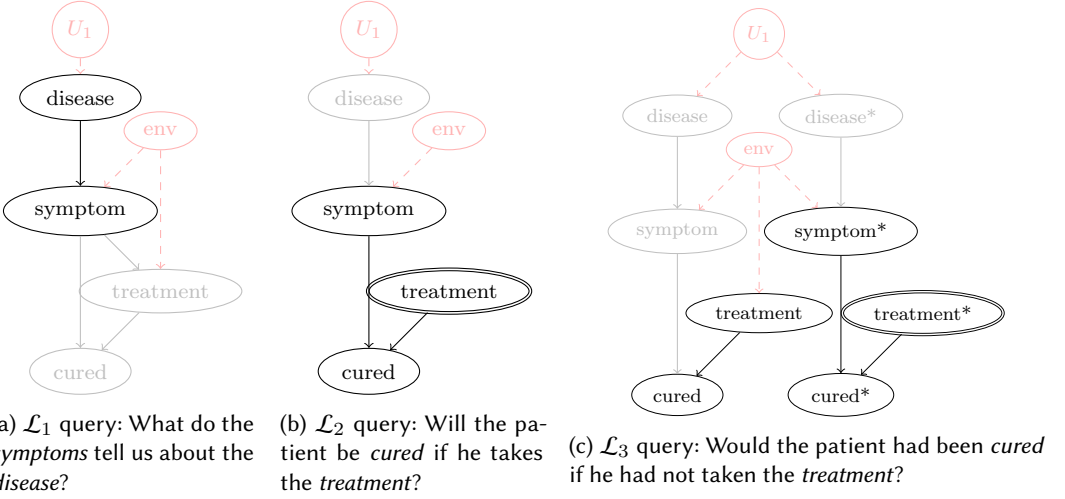 U1
disease
env
symptom
treatment
cured
a) L1 query: What do the
symptoms tell us about the
disease?
U1
disease
env
symptom
treatment
cured
(b) L2 query: Will the pa-
tient be cured if he takes
the treatment?
U1
disease
disease*
env
symptom
symptom*
treatment
treatment*
cured
cured*
(c) L3 query: Would the patient had been cured
if he had not taken the treatment?